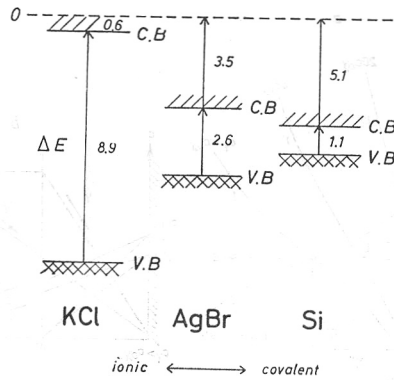 0
0.6
C.B
3.5
5.1
C.B
C.B
ΔE
8.9
2.6
1.1
V.B
V.B
V.B
KCl
AgBr
Si
ionic
covalent